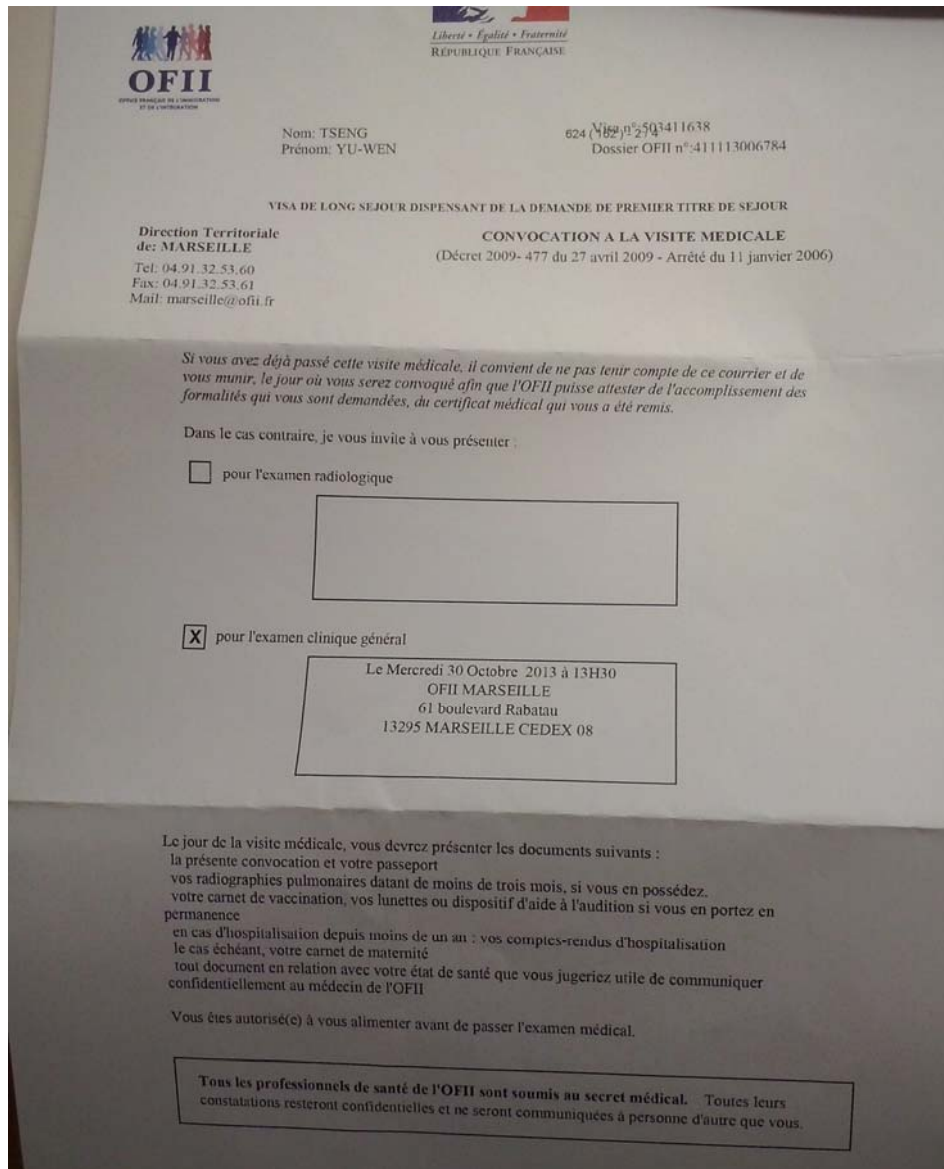 Liberté • Égalité • Fraternité
RÉPUBLIQUE FRANÇAISE
OFII
OFFICE FRANÇAIS DE L'IMMIGRATION
ET DE L'INTÉGRATION
Nom: TSENG
Prénom: YU-WEN
624 (162)- 274
Visa n°:503411638
Dossier OFII n°:411113006784
VISA DE LONG SEJOUR DISPENSANT DE LA DEMANDE DE PREMIER TITRE DE SEJOUR
Direction Territoriale
de: MARSEILLE
Tel: 04.91.32.53.60
Fax: 04.91.32.53.61
Mail: marseille@ofii.fr
CONVOCATION A LA VISITE MEDICALE
(Décret 2009- 477 du 27 avril 2009 - Arrêté du 11 janvier 2006)
Si vous avez déjà passé cette visite médicale, il convient de ne pas tenir compte de ce courrier et de
vous munir, le jour où vous serez convoqué afin que l'OFII puisse attester de l'accomplissement des
formalités qui vous sont demandées, du certificat médical qui vous a été remis.
Dans le cas contraire, je vous invite à vous présenter :
pour l'examen radiologique
X pour l'examen clinique général
Le Mercredi 30 Octobre 2013 à 13H30
OFII MARSEILLE
61 boulevard Rabatau
13295 MARSEILLE CEDEX 08
Le jour de la visite médicale, vous devrez présenter les documents suivants :
la présente convocation et votre passeport
vos radiographies pulmonaires datant de moins de trois mois, si vous en possédez.
votre carnet de vaccination, vos lunettes ou dispositif d'aide à l'audition si vous en portez en
permanence
en cas d'hospitalisation depuis moins de un an : vos comptes-rendus d'hospitalisation
le cas échéant, votre carnet de maternité
tout document en relation avec votre état de santé que vous jugeriez utile de communiquer
confidentiellement au médecin de l'OFII
Vous êtes autorisé(e) à vous alimenter avant de passer l'examen médical.
Tous les professionnels de santé de l'OFII sont soumis au secret médical. Toutes leurs
constatations resteront confidentielles et ne seront communiquées à personne d'autre que vous.